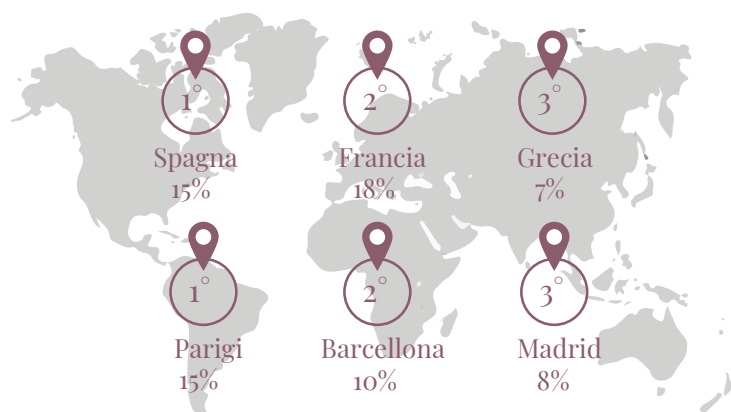 1° 2° 3°
Spagna Francia Grecia
15% 18% 7%
1° 2° 3°
Parigi Barcellona Madrid
15% 10% 8%